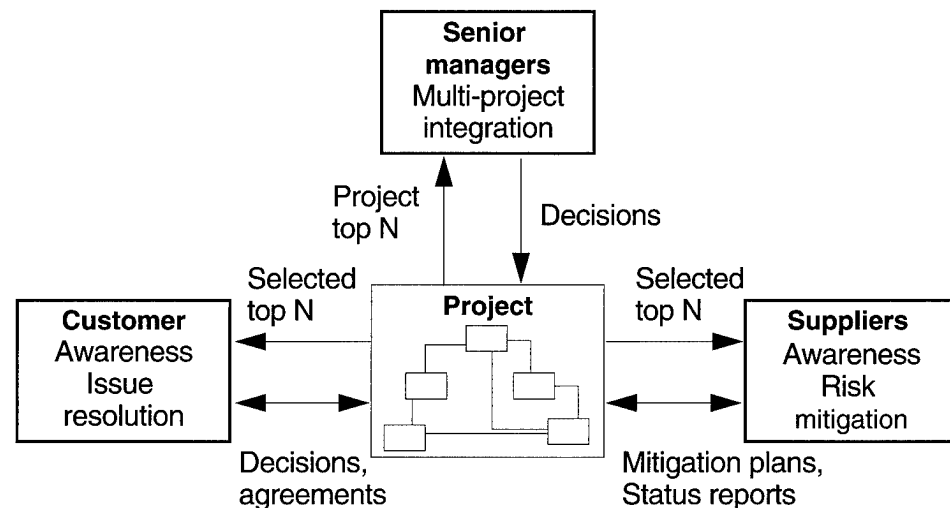 Senior
managers
Multi-project
integration
Project
top N
Decisions
Selected
top N
Selected
top N
Customer
Awareness
Issue
resolution
Project
Suppliers
Awareness
Risk
mitigation
Decisions,
agreements
Mitigation plans,
Status reports